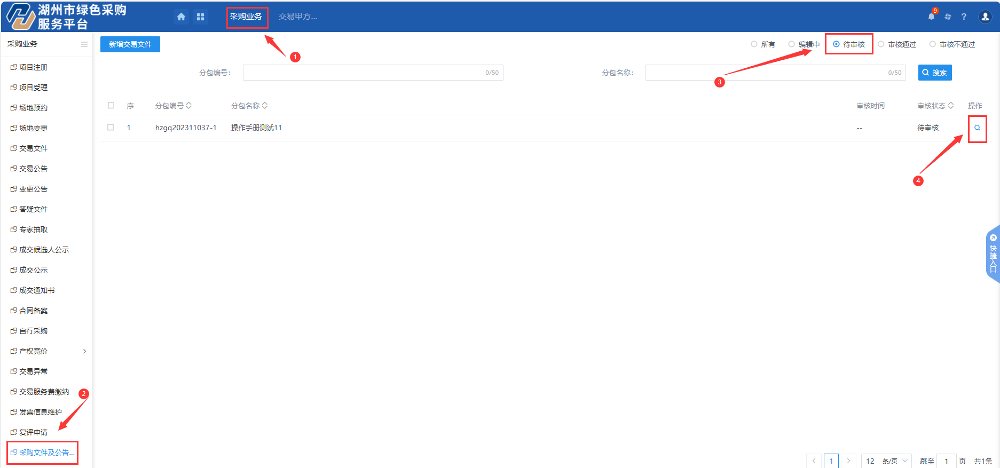 湖州市绿色采购
服务平台
采购业务
交易甲方...
9
?
采购业务
新增交易文件
1
所有
编辑中
待审核
审核通过
审核不通过
项目注册
分包编号：
0/50
分包名称：
0/50
搜索
3
项目受理
场地预约
序
分包编号
分包名称
审核时间
审核状态
操作
场地变更
1
hzgq202311037-1
操作手册测试11
--
待审核
交易文件
交易公告
4
变更公告
答疑文件
专家抽取
快捷入口
成交候选人公示
成交公示
成交通知书
合同备案
自行采购
产权竞价
交易异常
交易服务费缴纳
2
发票信息维护
复评申请
采购文件及公告...
1
12
条/页
跳至
1
页
共1条